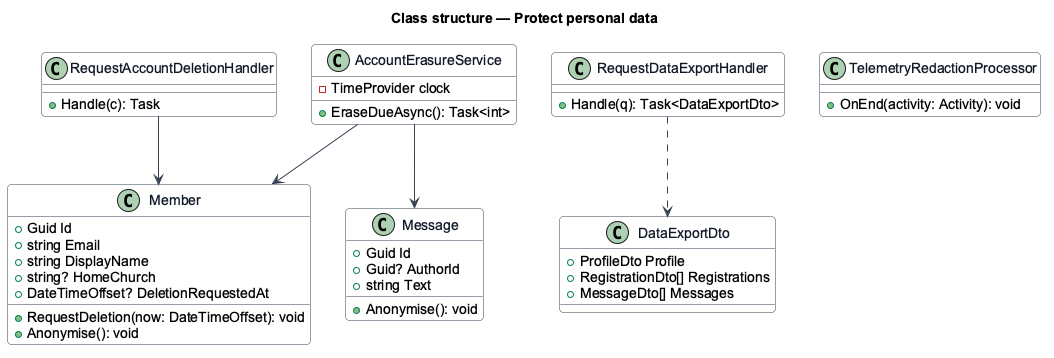 Class structure — Protect personal data
C RequestAccountDeletionHandler
Handle(c): Task
C AccountErasureService
TimeProvider clock
EraseDueAsync(): Task<int>
C RequestDataExportHandler
Handle(q): Task<DataExportDto>
C TelemetryRedactionProcessor
OnEnd(activity: Activity): void
C Member
Guid Id
string Email
string DisplayName
string? HomeChurch
DateTimeOffset? DeletionRequestedAt
RequestDeletion(now: DateTimeOffset): void
Anonymise(): void
C Message
Guid Id
Guid? AuthorId
string Text
Anonymise(): void
C DataExportDto
ProfileDto Profile
RegistrationDto[] Registrations
MessageDto[] Messages